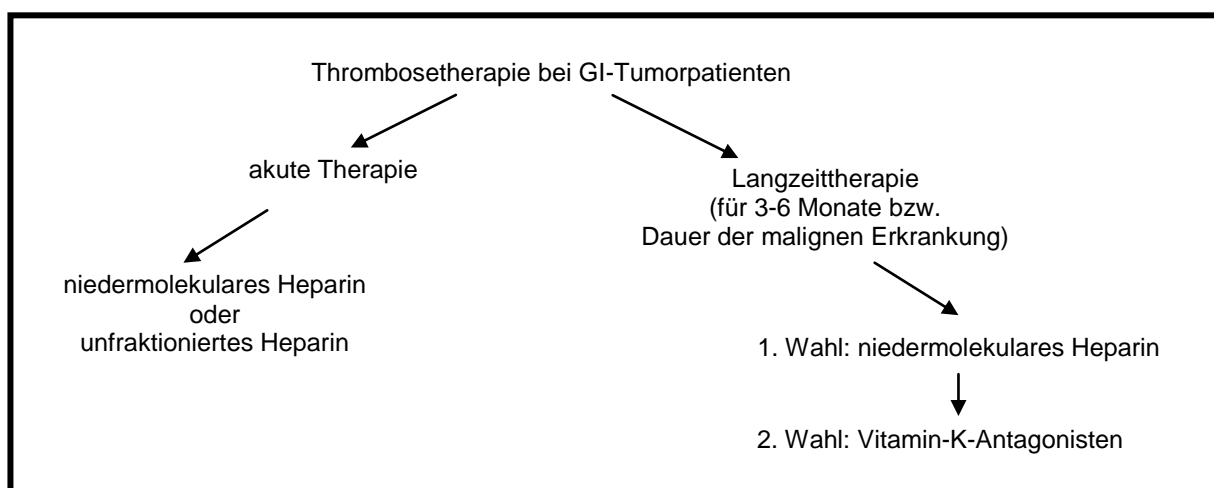 Thrombosetherapie bei GI-Tumorpatienten
akute Therapie
niedermolekulares Heparin
oder
unfraktioniertes Heparin
Langzeittherapie
(für 3-6 Monate bzw.
Dauer der malignen Erkrankung)
1. Wahl: niedermolekulares Heparin
2. Wahl: Vitamin-K-Antagonisten